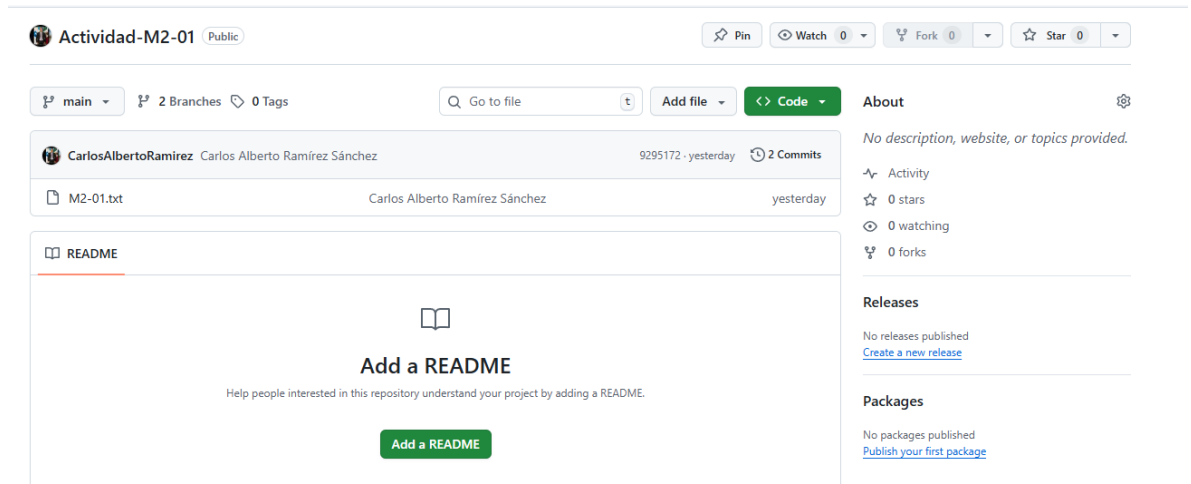 Actividad-M2-01 Public
Pin Watch 0 Fork 0 Star 0
main 2 Branches 0 Tags Go to file t Add file Code
CarlosAlbertoRamirez Carlos Alberto Ramírez Sánchez 9295172 · yesterday 2 Commits
M2-01.txt Carlos Alberto Ramírez Sánchez yesterday
README
Add a README
Help people interested in this repository understand your project by adding a README.
Add a README
About
No description, website, or topics provided.
Activity
0 stars
0 watching
0 forks
Releases
No releases published
Create a new release
Packages
No packages published
Publish your first package